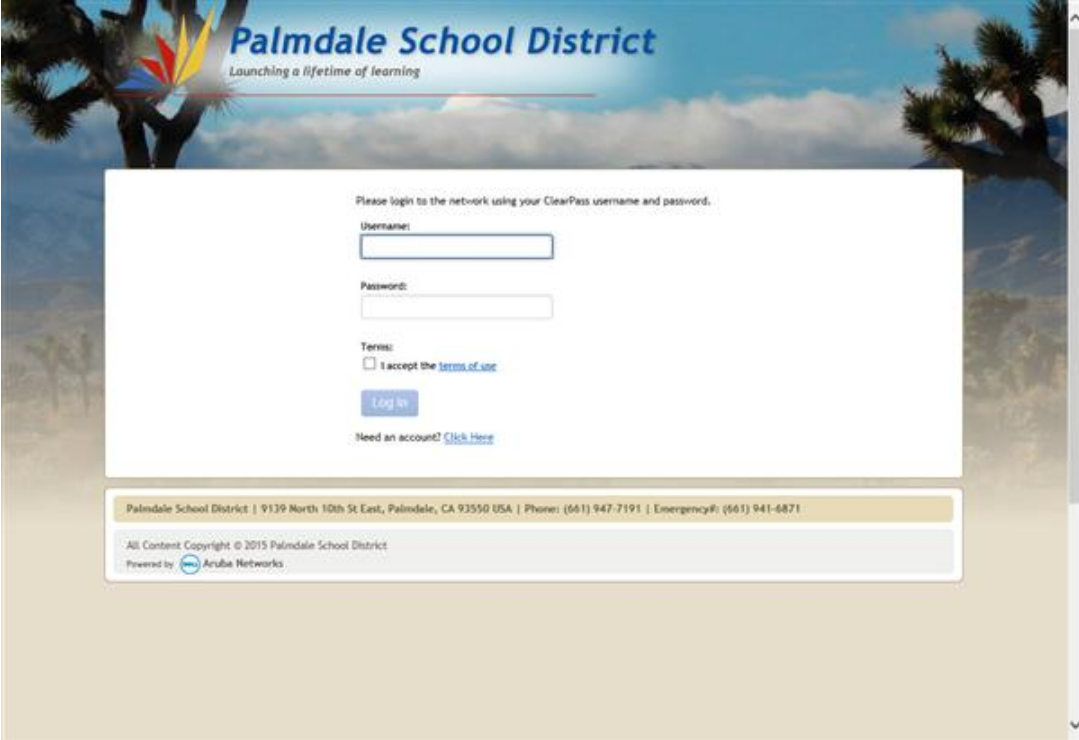 Palmdale School District
Launching a lifetime of learning
Please login to the network using your ClearPass username and password.
Username:
Password:
Terms:
I accept the terms of use
Log In
Need an account? Click Here
Palmdale School District | 9139 North 10th St East, Palmdale, CA 93550 USA | Phone: (661) 947-7191 | Emergency#: (661) 941-6871
All Content Copyright © 2015 Palmdale School District
Powered by DELL Aruba Networks